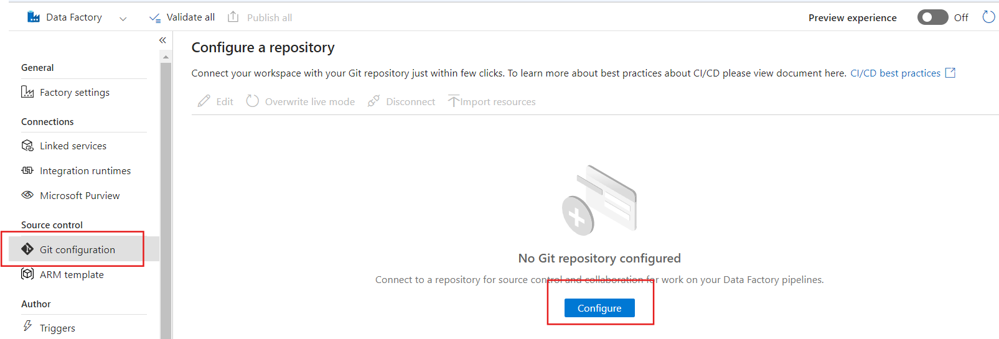 Data Factory
Validate all
Publish all
Preview experience
Off
General
Factory settings
Connections
Linked services
Integration runtimes
Microsoft Purview
Source control
Git configuration
ARM template
Author
Triggers
Configure a repository
Connect your workspace with your Git repository just within few clicks. To learn more about best practices about CI/CD please view document here. CI/CD best practices
Edit
Overwrite live mode
Disconnect
Import resources
No Git repository configured
Connect to a repository for source control and collaboration for work on your Data Factory pipelines.
Configure